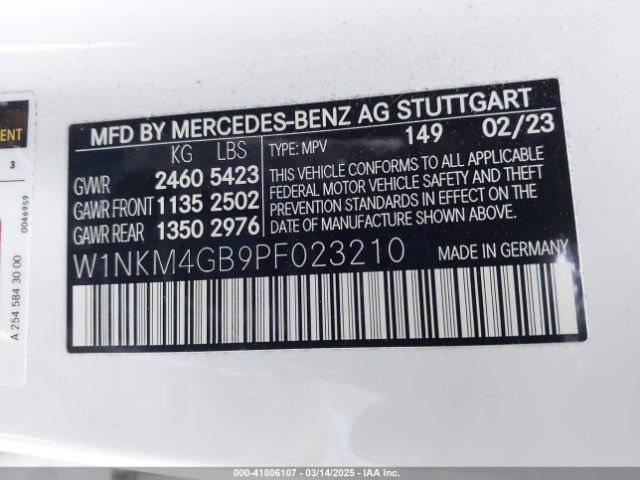 MFD BY MERCEDES-BENZ AG STUTTGART
KG LBS TYPE: MPV 149 02/23
GVWR 2460 5423
GAWR FRONT 1135 2502
GAWR REAR 1350 2976
THIS VEHICLE CONFORMS TO ALL APPLICABLE
FEDERAL MOTOR VEHICLE SAFETY AND THEFT
PREVENTION STANDARDS IN EFFECT ON THE
DATE OF MANUFACTURE SHOWN ABOVE.
W1NKM4GB9PF023210 MADE IN GERMANY
ENT
3
0046959
A 254 584 30 00
00-41806107 | 03/14/2025 | IAA Inc.